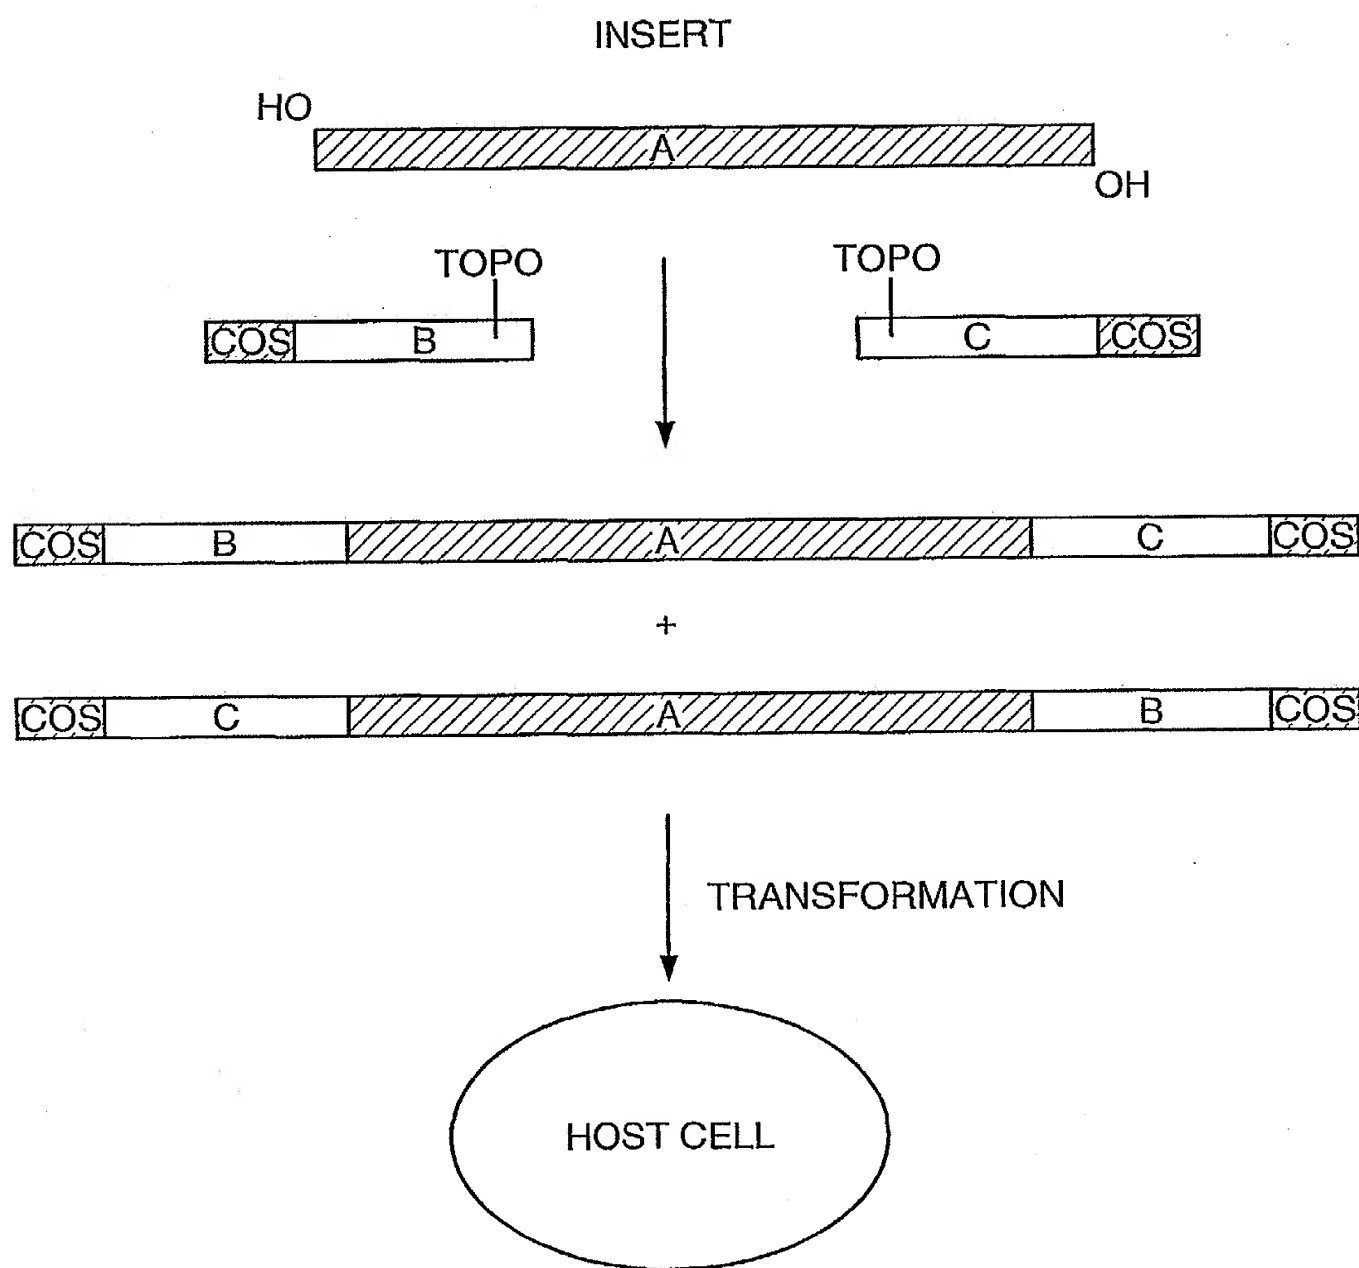 INSERT
HO
A
OH
TOPO TOPO
COS B C COS
COS B A C COS
+
COS C A B COS
TRANSFORMATION
HOST CELL